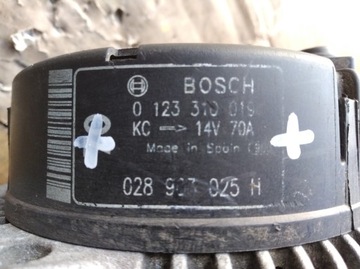 BOSCH
0 123 310 019
KC 14V 70A
Made in Spain
028 903 025 H